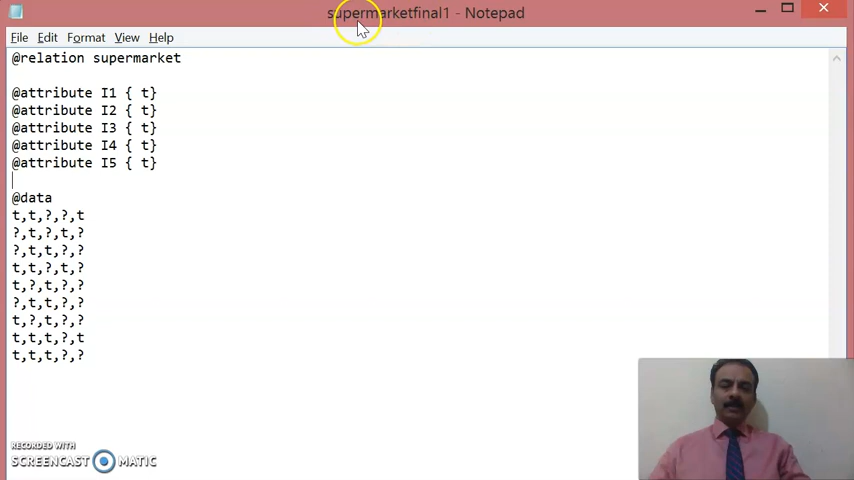 supermarketfinal1 - Notepad
File Edit Format View Help
@relation supermarket
@attribute I1 { t}
@attribute I2 { t}
@attribute I3 { t}
@attribute I4 { t}
@attribute I5 { t}
@data
t,t,?,?,t
?,t,?,t,?
?,t,t,?,?
t,t,?,t,?
t,?,t,?,?
?,t,t,?,?
t,?,t,?,?
t,t,t,?,t
t,t,t,?,?
RECORDED WITH
SCREENCAST MATIC